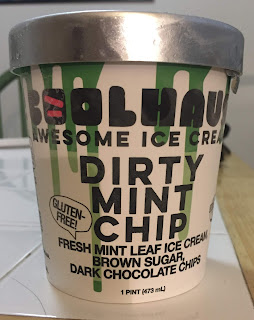 COOLHAU
AWESOME ICE CREA
DIRTY
MINT
CHIP
GLUTEN-
FREE!
FRESH MINT LEAF ICE CREAM,
BROWN SUGAR,
DARK CHOCOLATE CHIPS
1 PINT (473 mL)